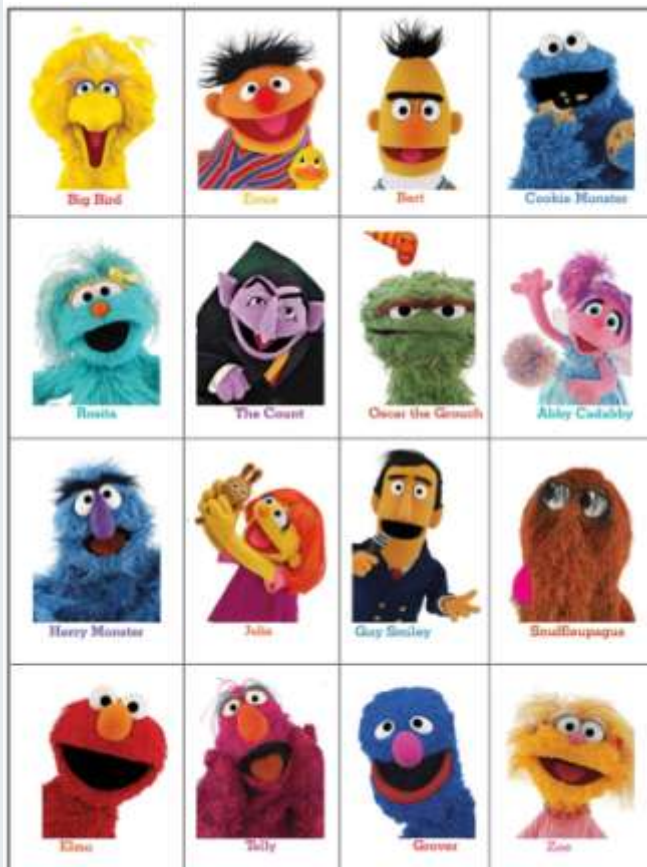 Big Bird
Ernie
Bert
Cookie Monster
Rosita
The Count
Oscar the Grouch
Abby Cadabby
Herry Monster
Julia
Guy Smiley
Snuffleupagus
Elmo
Telly
Grover
Zoe